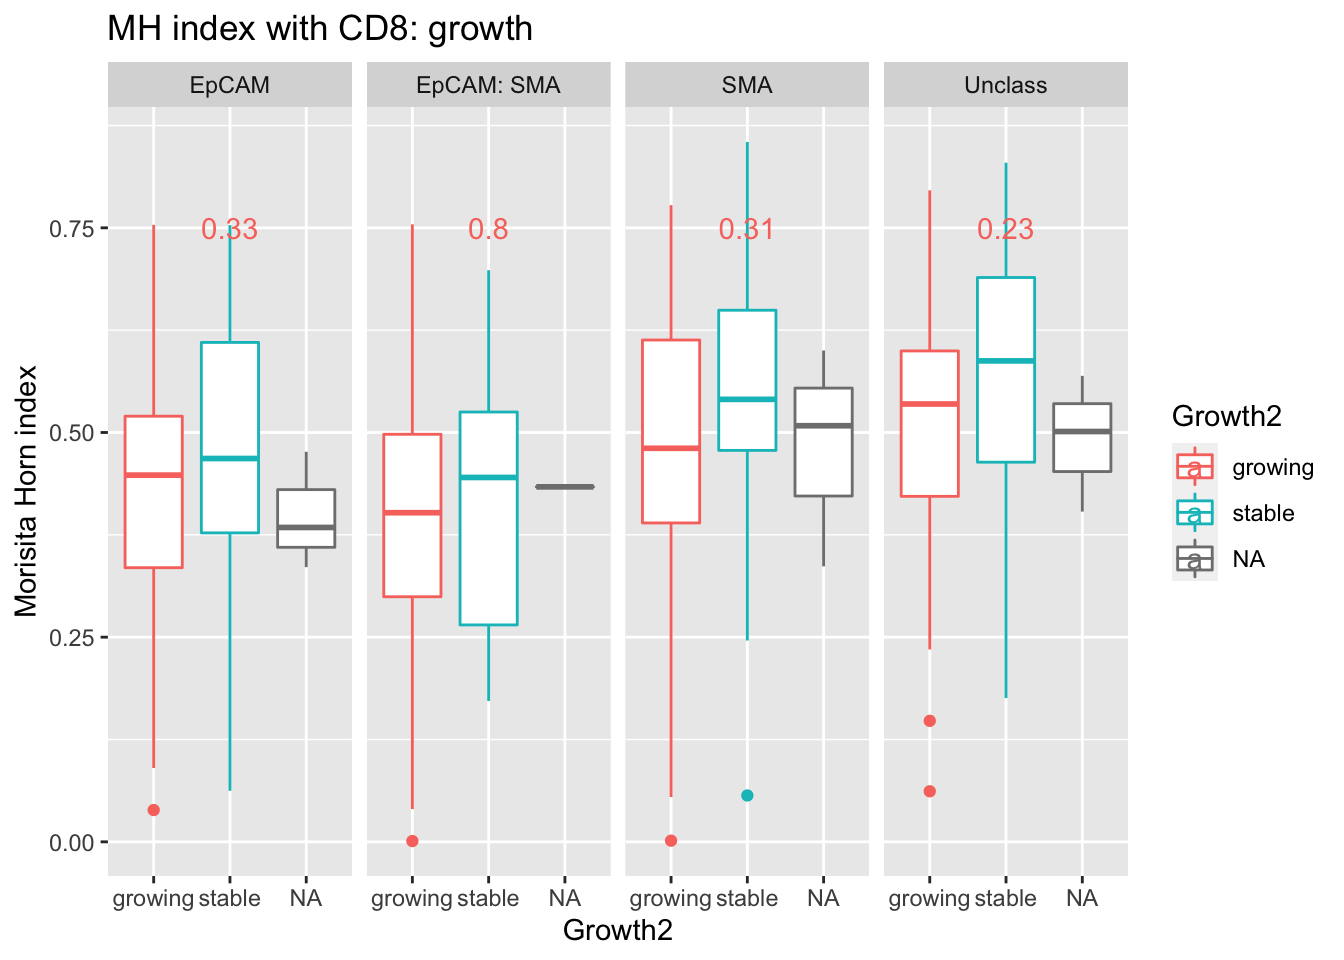 MH index with CD8: growth
EpCAM
EpCAM: SMA
SMA
Unclass
0.33
0.8
0.31
0.23
0.75
0.50
0.25
0.00
Morisita Horn index
growing stable NA
growing stable NA
growing stable NA
growing stable NA
Growth2
Growth2
a growing
a stable
a NA